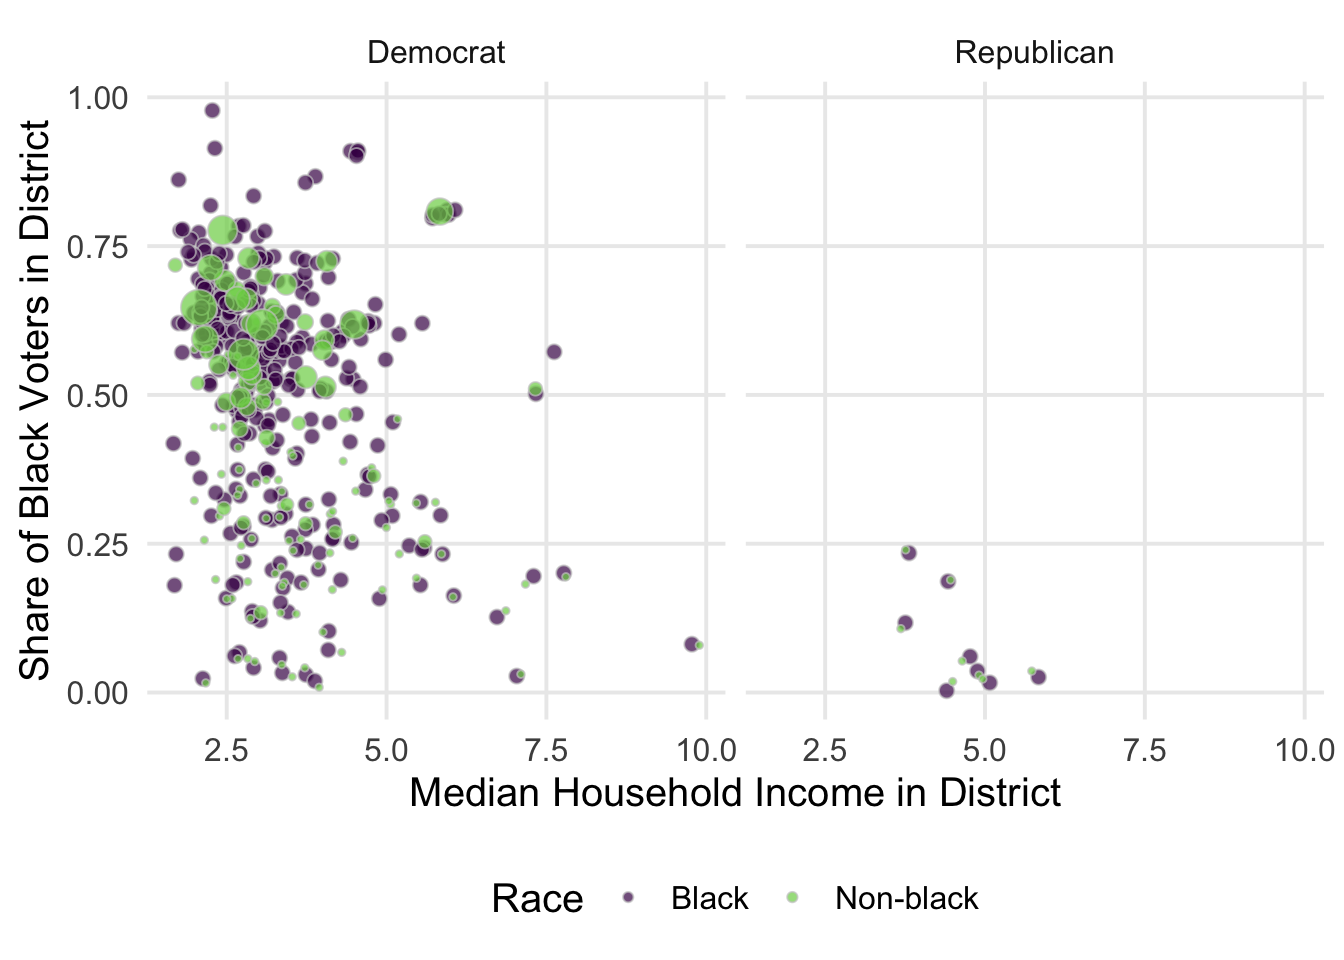 Democrat Republican
Share of Black Voters in District
1.00
0.75
0.50
0.25
0.00
2.5 5.0 7.5 10.0 2.5 5.0 7.5 10.0
Median Household Income in District
Race Black Non-black